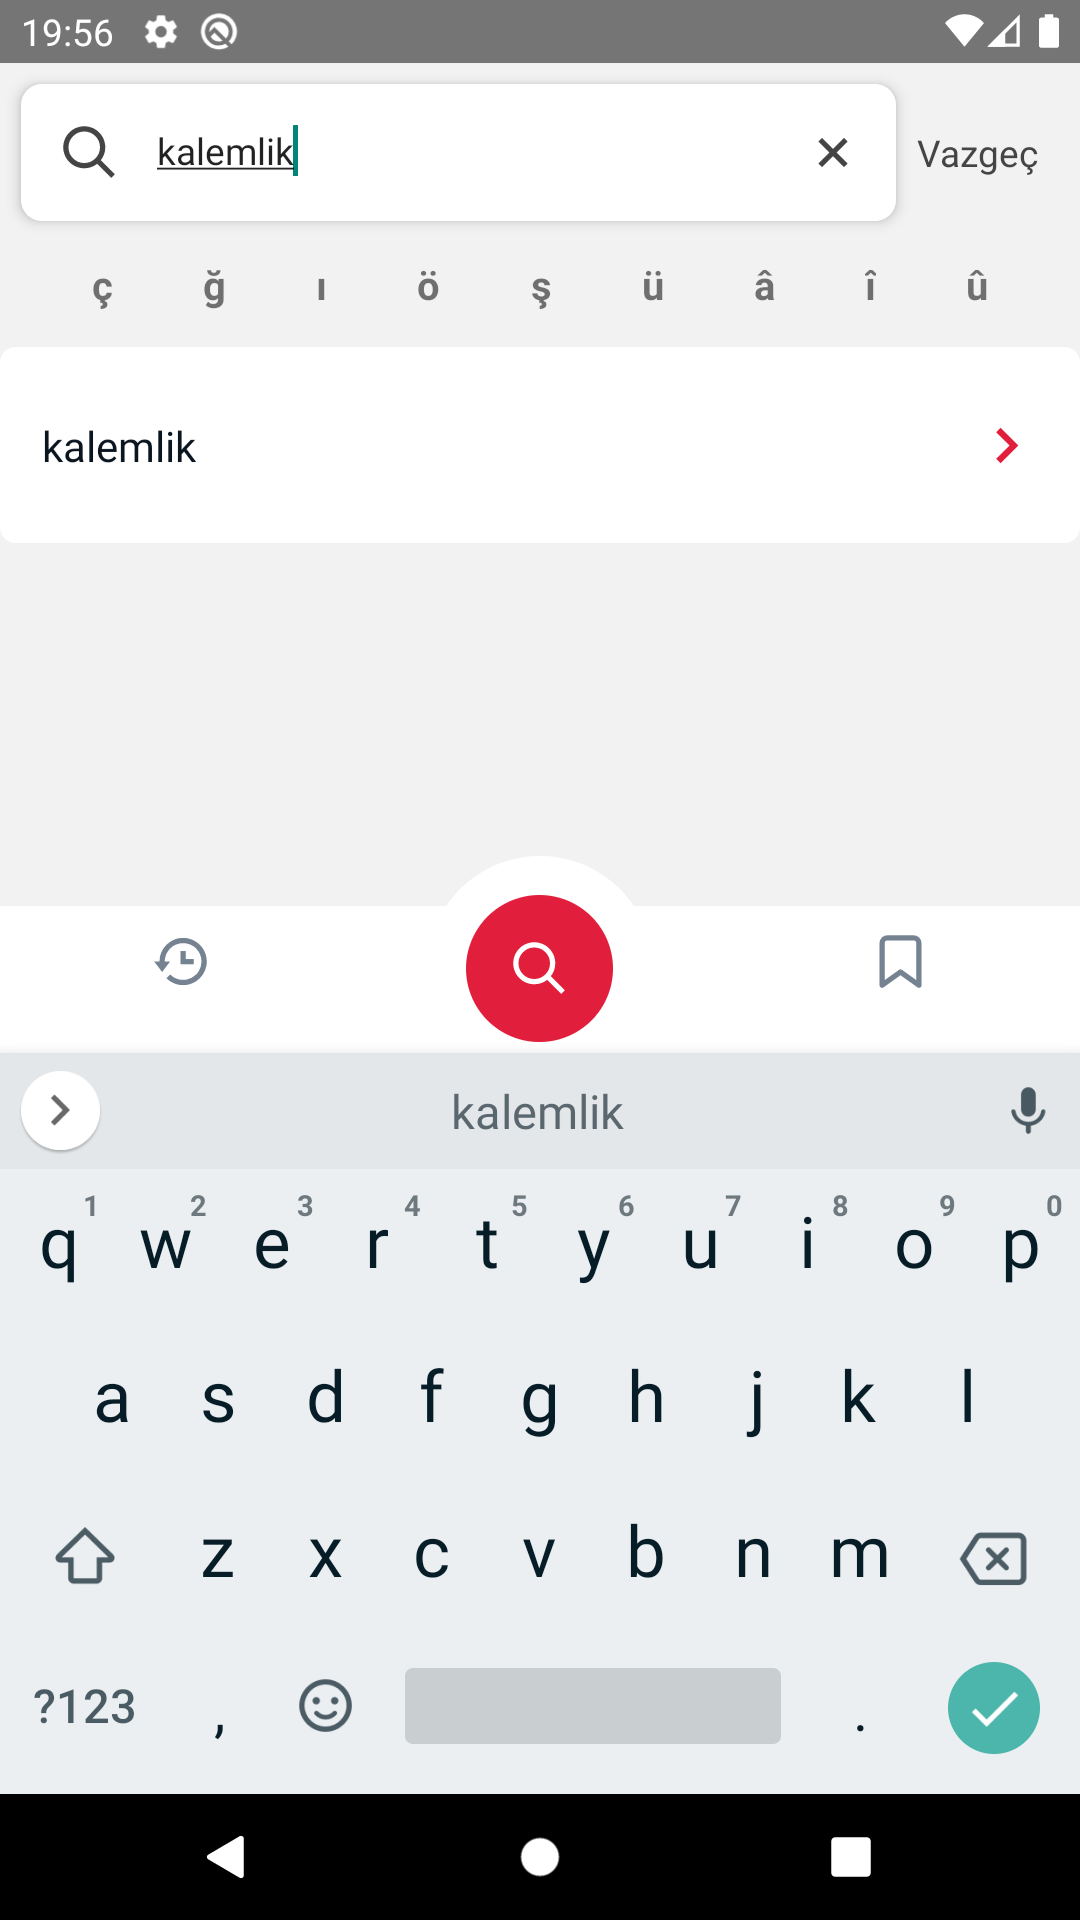 19:56
kalemlik
Vazgeç
ç ğ ı ö ş ü â î û
kalemlik
kalemlik
1 2 3 4 5 6 7 8 9 0
q w e r t y u i o p
a s d f g h j k l
z x c v b n m
?123 , .